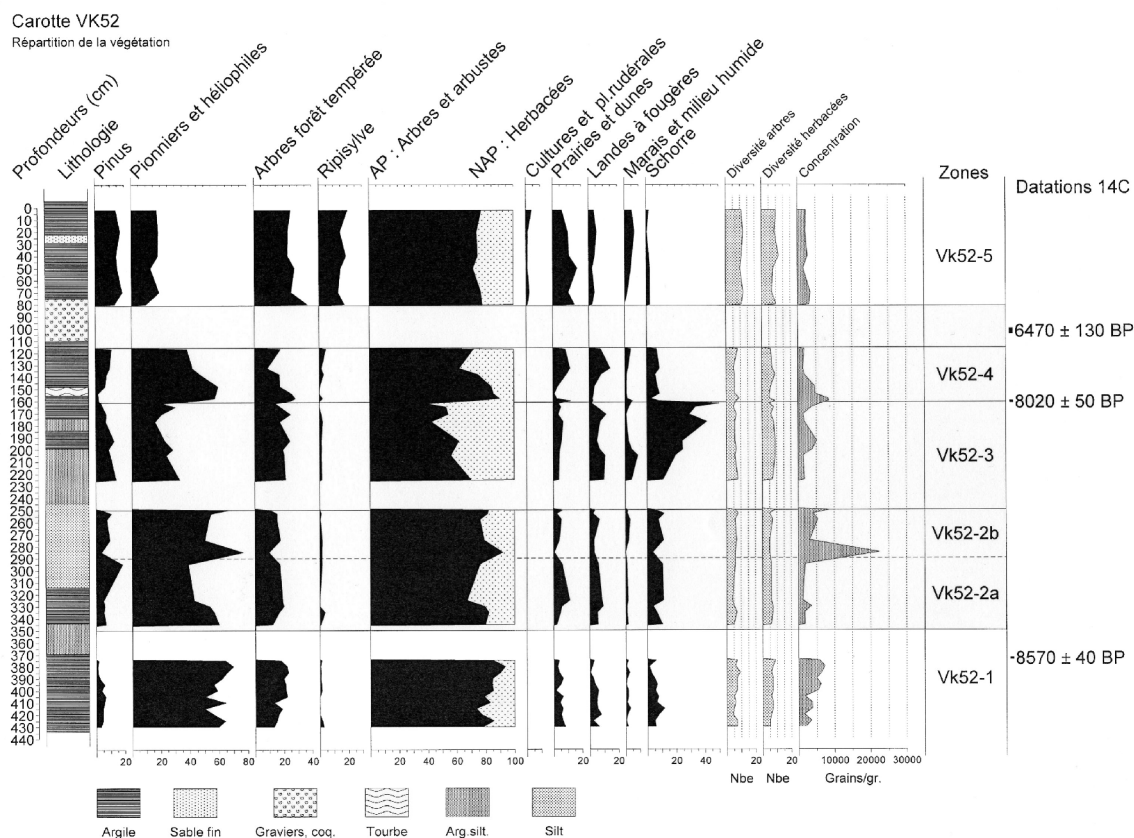 Carotte VK52
Répartition de la végétation
Profondeurs (cm)
Lithologie
Pinus
Pionniers et héliophiles
Arbres forêt tempérée
Ripisylve
AP : Arbres et arbustes
NAP : Herbacées
Cultures et pl.rudérales
Prairies et dunes
Landes à fougères
Marais et milieu humide
Schorre
Diversité arbres
Diversité herbacées
Concentration
Zones
Datations 14C
0
10
20
30
40
50
60
70
80
90
100
110
120
130
140
150
160
170
180
190
200
210
220
230
240
250
260
270
280
290
300
310
320
330
340
350
360
370
380
390
400
410
420
430
440
Vk52-5
6470 ± 130 BP
Vk52-4
8020 ± 50 BP
Vk52-3
Vk52-2b
Vk52-2a
8570 ± 40 BP
Vk52-1
20 20 40 60 80 20 40 20 20 40 60 80 100 20 20 20 20 20 40 20 20 10000 20000 30000
Nbe Nbe Grains/gr.
Argile Sable fin Graviers, coq. Tourbe Arg.silt. Silt